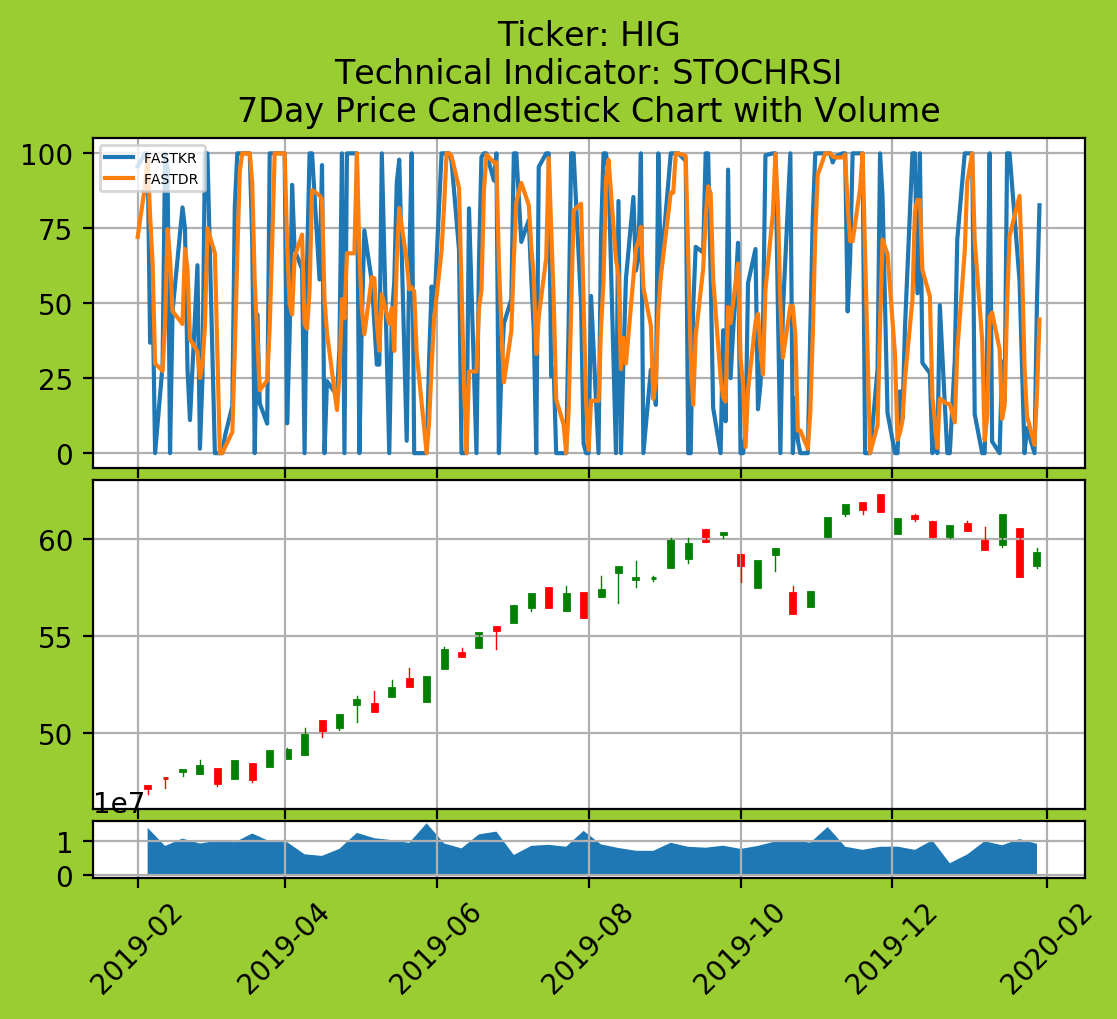 Ticker: HIG
Technical Indicator: STOCHRSI
7Day Price Candlestick Chart with Volume
100
75
50
25
0
FASTKR
FASTDR
60
55
50
1e7
1
0
2019-02
2019-04
2019-06
2019-08
2019-10
2019-12
2020-02